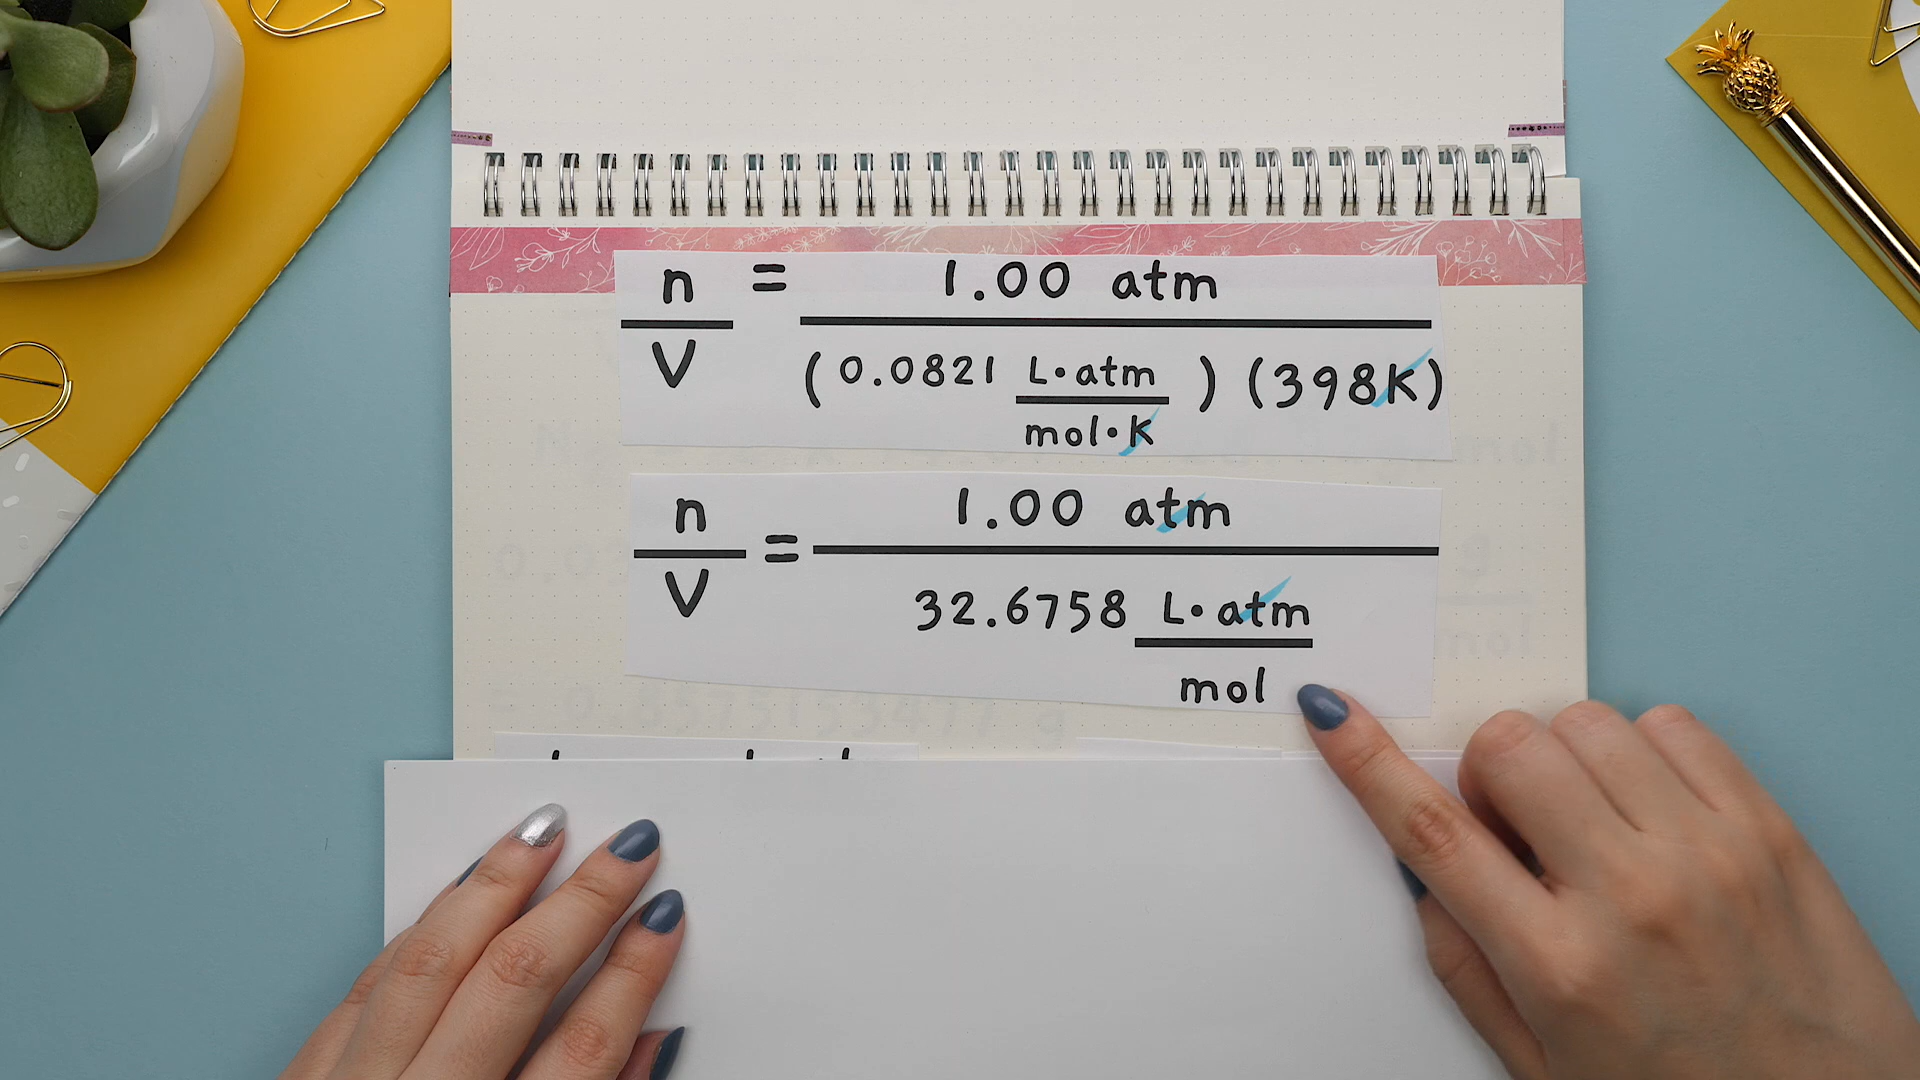 n = 1.00 atm
V (0.0821 L·atm) (398K)
mol·K
n = 1.00 atm
V 32.6758 L·atm
mol